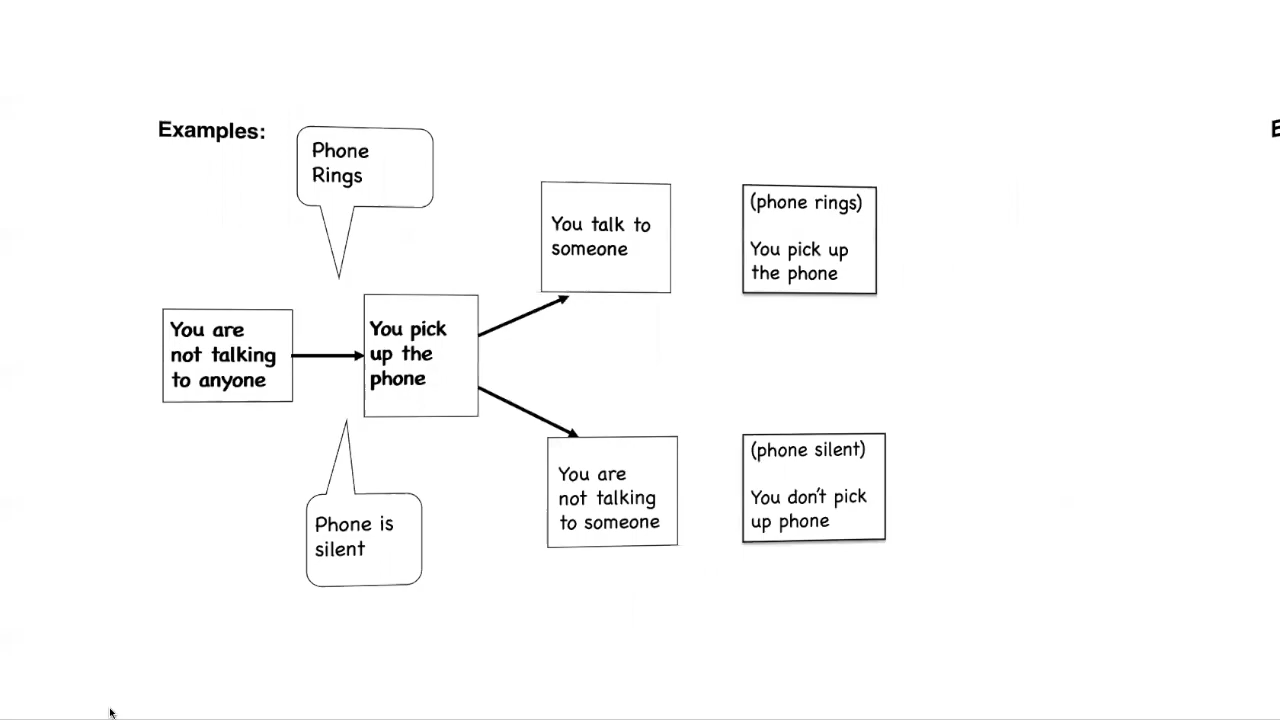 Examples:
Phone
Rings
You talk to
someone
(phone rings)
You pick up
the phone
You are
not talking
to anyone
You pick
up the
phone
You are
not talking
to someone
(phone silent)
You don't pick
up phone
Phone is
silent